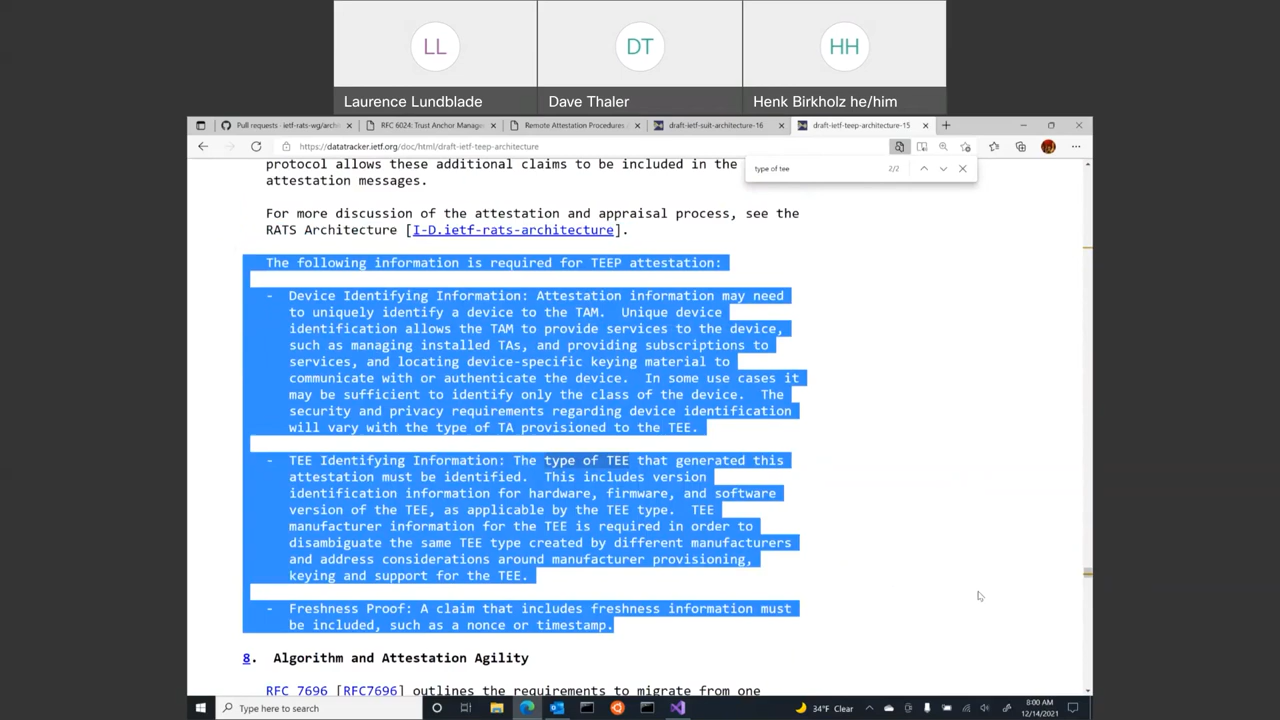 LL
DT
HH
Laurence Lundblade
Dave Thaler
Henk Birkholz he/him
Pull requests · ietf-rats-wg/arch
RFC 6024: Trust Anchor Manage
Remote Attestation Procedures
draft-ietf-suit-architecture-16
draft-ietf-teep-architecture-15
https://datatracker.ietf.org/doc/html/draft-ietf-teep-architecture
type of tee
2/2
protocol allows these additional claims to be included in the
attestation messages.
For more discussion of the attestation and appraisal process, see the
RATS Architecture [I-D.ietf-rats-architecture].
The following information is required for TEEP attestation:
- Device Identifying Information: Attestation information may need
to uniquely identify a device to the TAM. Unique device
identification allows the TAM to provide services to the device,
such as managing installed TAs, and providing subscriptions to
services, and locating device-specific keying material to
communicate with or authenticate the device. In some use cases it
may be sufficient to identify only the class of the device. The
security and privacy requirements regarding device identification
will vary with the type of TA provisioned to the TEE.
- TEE Identifying Information: The type of TEE that generated this
attestation must be identified. This includes version
identification information for hardware, firmware, and software
version of the TEE, as applicable by the TEE type. TEE
manufacturer information for the TEE is required in order to
disambiguate the same TEE type created by different manufacturers
and address considerations around manufacturer provisioning,
keying and support for the TEE.
- Freshness Proof: A claim that includes freshness information must
be included, such as a nonce or timestamp.
8. Algorithm and Attestation Agility
RFC 7696 [RFC7696] outlines the requirements to migrate from one
Type here to search
34°F Clear
8:00 AM
12/14/2021